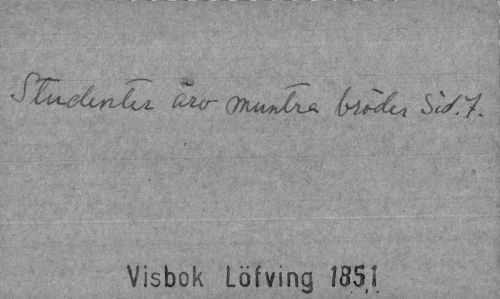 Studenter äro muntra bröder Sid. 7.
Visbok Löfving 1851